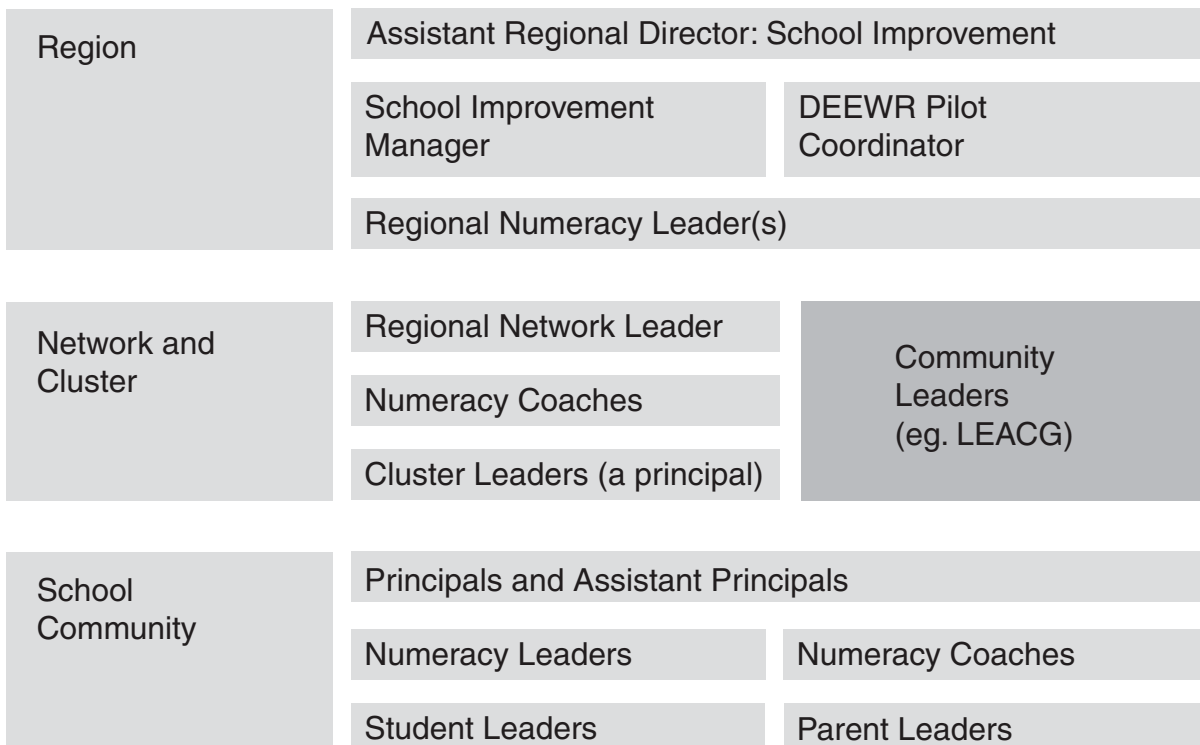 Region
Assistant Regional Director: School Improvement
School Improvement
Manager
DEEWR Pilot
Coordinator
Regional Numeracy Leader(s)
Network and
Cluster
Regional Network Leader
Numeracy Coaches
Cluster Leaders (a principal)
Community
Leaders
(eg. LEACG)
School
Community
Principals and Assistant Principals
Numeracy Leaders
Numeracy Coaches
Student Leaders
Parent Leaders